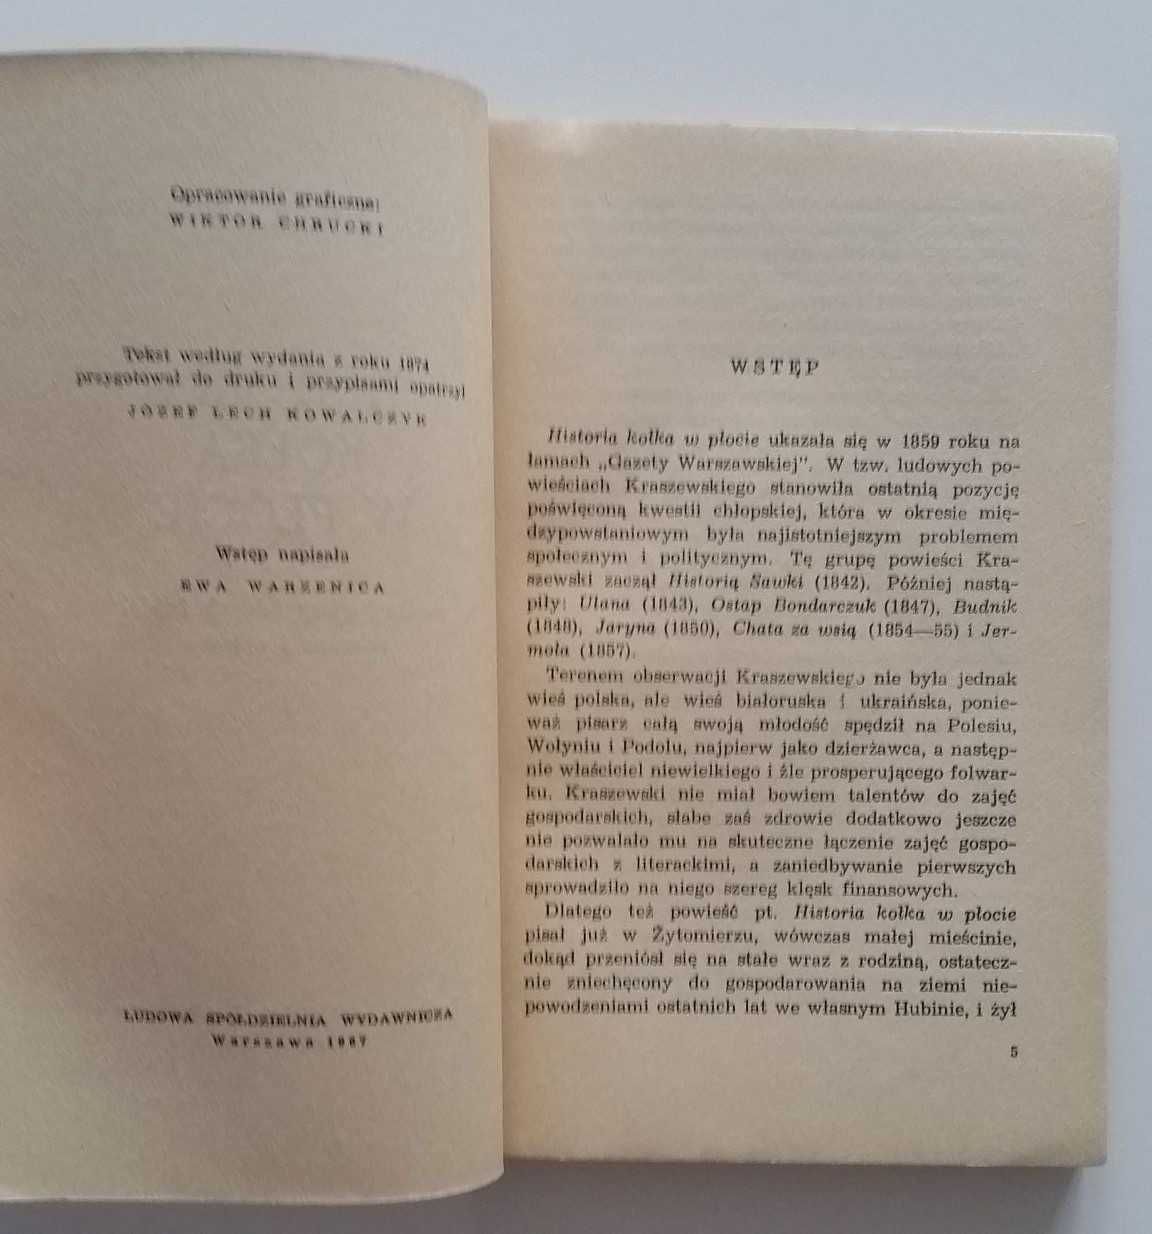 Opracowanie graficzne:
WIKTOR CHRUCKI
Tekst według wydania z roku 1874
przygotował do druku i przypisami opatrzył
JÓZEF LECH KOWALCZYK
Wstęp napisała
EWA WARZENICA
LUDOWA SPÓŁDZIELNIA WYDAWNICZA
Warszawa 1967
WSTĘP
Historia kołka w płocie ukazała się w 1859 roku na
łamach „Gazety Warszawskiej”. W tzw. ludowych po-
wieściach Kraszewskiego stanowiła ostatnią pozycję
poświęconą kwestii chłopskiej, która w okresie mię-
dzypowstaniowym była najistotniejszym problemem
społecznym i politycznym. Tę grupę powieści Kra-
szewski zaczął Historią Sawki (1842). Później nastą-
piły: Ulana (1843), Ostap Bondarczuk (1847), Budnik
(1848), Jaryna (1850), Chata za wsią (1854—55) i Jer-
moła (1857).
Terenem obserwacji Kraszewskiego nie była jednak
wieś polska, ale wieś białoruska i ukraińska, ponie-
waż pisarz całą swoją młodość spędził na Polesiu,
Wołyniu i Podolu, najpierw jako dzierżawca, a następ-
nie właściciel niewielkiego i źle prosperującego folwar-
ku. Kraszewski nie miał bowiem talentów do zajęć
gospodarskich, słabe zaś zdrowie dodatkowo jeszcze
nie pozwalało mu na skuteczne łączenie zajęć gospo-
darskich z literackimi, a zaniedbywanie pierwszych
sprowadziło na niego szereg klęsk finansowych.
Dlatego też powieść pt. Historia kołka w płocie
pisał już w Żytomierzu, wówczas małej mieścinie,
dokąd przeniósł się na stałe wraz z rodziną, ostatecz-
nie zniechęcony do gospodarowania na ziemi nie-
powodzeniami ostatnich lat we własnym Hubinie, i żył
5